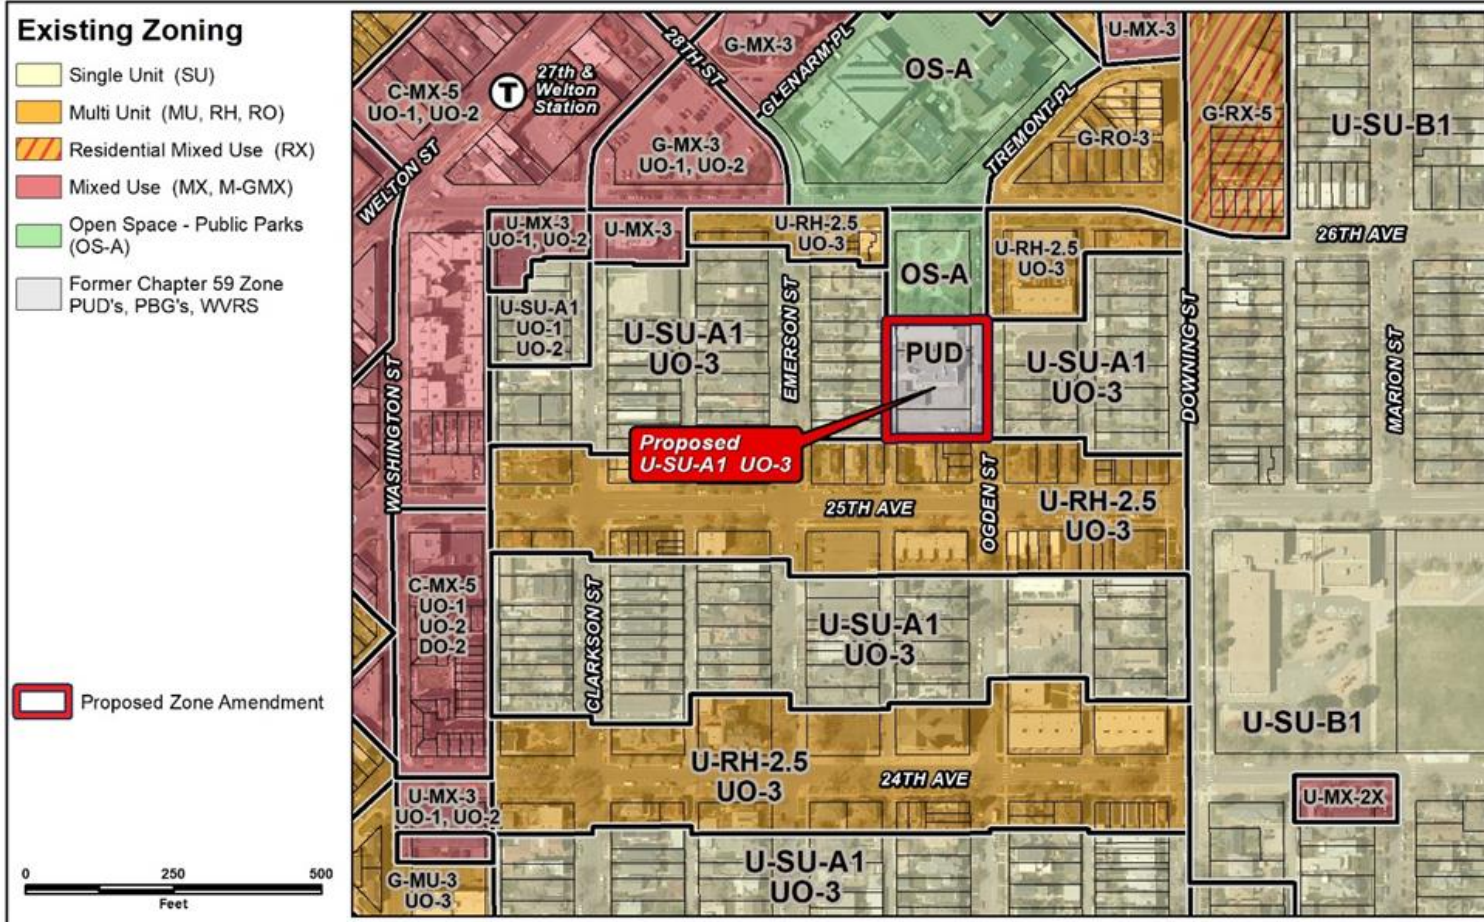 Existing Zoning
Single Unit (SU)
Multi Unit (MU, RH, RO)
Residential Mixed Use (RX)
Mixed Use (MX, M-GMX)
Open Space - Public Parks
(OS-A)
Former Chapter 59 Zone
PUD's, PBG's, WVRS
Proposed Zone Amendment
0 250 500
Feet
C-MX-5
UO-1, UO-2
T
27th &
Welton
Station
28TH ST
G-MX-3
GLENARM PL
OS-A
U-MX-3
WELTON ST
G-MX-3
UO-1, UO-2
TREMONT PL
G-RO-3
G-RX-5
U-SU-B1
U-MX-3
UO-1, UO-2
U-MX-3
U-RH-2.5
UO-3
OS-A
U-RH-2.5
UO-3
26TH AVE
U-SU-A1
UO-1
UO-2
U-SU-A1
UO-3
EMERSON ST
PUD
U-SU-A1
UO-3
DOWNING ST
MARION ST
WASHINGTON ST
Proposed
U-SU-A1 UO-3
25TH AVE
OGDEN ST
U-RH-2.5
UO-3
C-MX-5
UO-1
UO-2
DO-2
CLARKSON ST
U-SU-A1
UO-3
U-SU-B1
U-RH-2.5
UO-3
24TH AVE
U-MX-3
UO-1, UO-2
U-MX-2X
G-MU-3
UO-3
U-SU-A1
UO-3